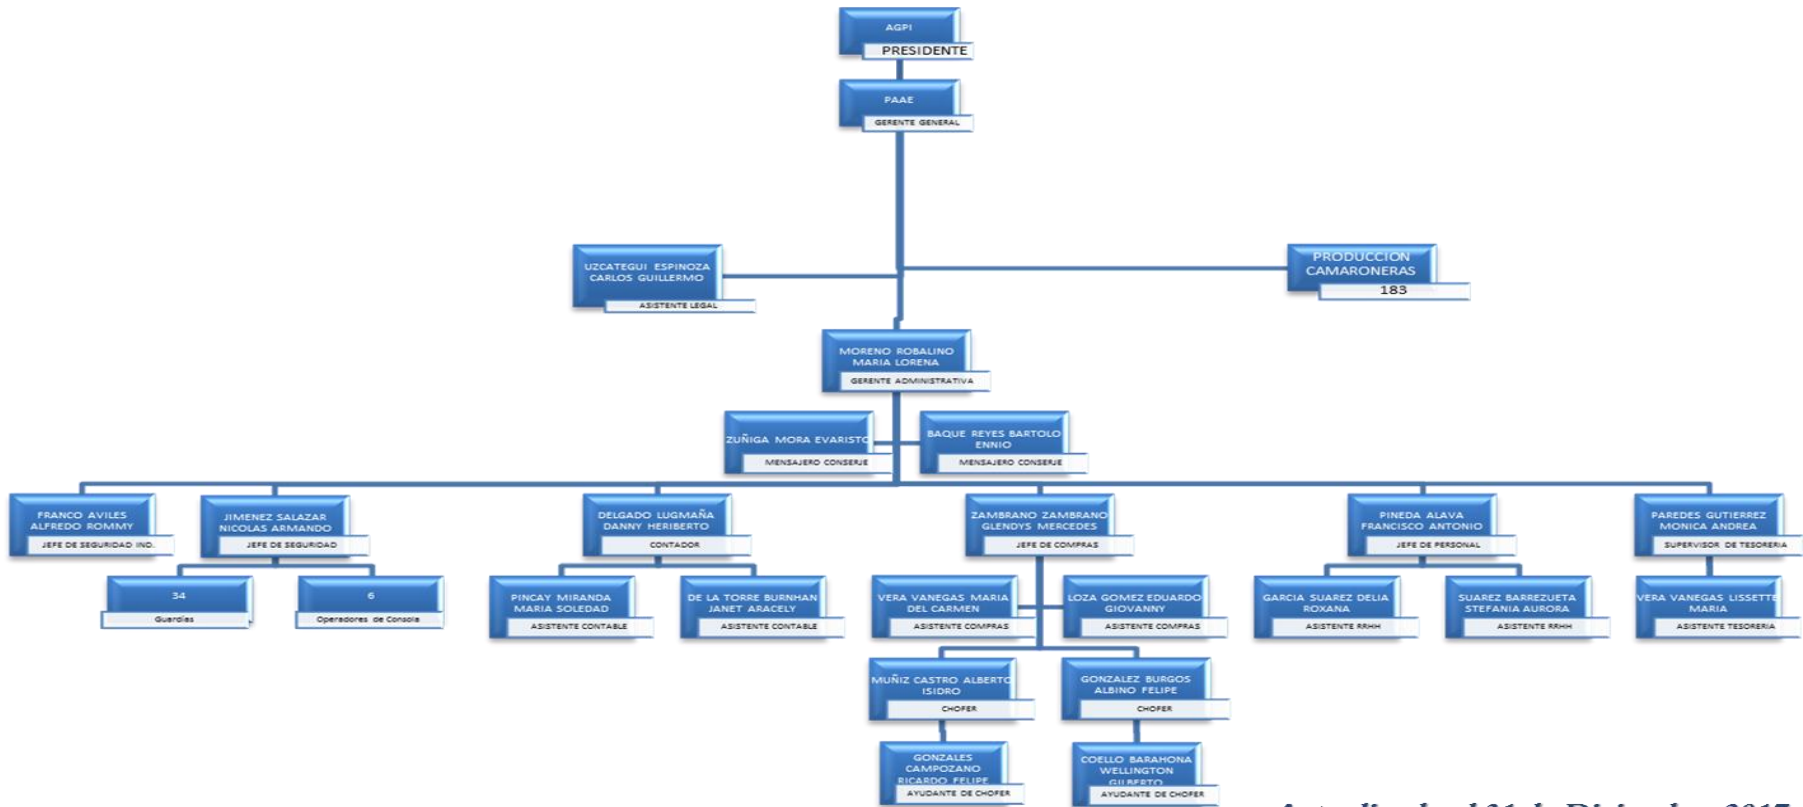 AGPI
PRESIDENTE
PAAE
GERENTE GENERAL
UZCATEGUI ESPINOZA
CARLOS GUILLERMO
ASISTENTE LEGAL
PRODUCCION
CAMARONERAS
183
MORENO ROBALINO
MARIA LORENA
GERENTE ADMINISTRATIVA
ZUÑIGA MORA EVARISTO
MENSAJERO CONSERJE
BAQUE REYES BARTOLO
ENNIO
MENSAJERO CONSERJE
FRANCO AVILES
ALFREDO ROMMY
JEFE DE SEGURIDAD IND.
JIMENEZ SALAZAR
NICOLAS ARMANDO
JEFE DE SEGURIDAD
DELGADO LUGMAÑA
DANNY HERIBERTO
CONTADOR
ZAMBRANO ZAMBRANO
GLENDYS MERCEDES
JEFE DE COMPRAS
PINEDA ALAVA
FRANCISCO ANTONIO
JEFE DE PERSONAL
PAREDES GUTIERREZ
MONICA ANDREA
SUPERVISOR DE TESORERIA
34
Guardias
6
Operadores de Consola
PINCAY MIRANDA
MARIA SOLEDAD
ASISTENTE CONTABLE
DE LA TORRE BURNHAN
JANET ARACELY
ASISTENTE CONTABLE
VERA VANEGAS MARIA
DEL CARMEN
ASISTENTE COMPRAS
LOZA GOMEZ EDUARDO
GIOVANNY
ASISTENTE COMPRAS
GARCIA SUAREZ DELIA
ROXANA
ASISTENTE RRHH
SUAREZ BARREZUETA
STEFANIA AURORA
ASISTENTE RRHH
VERA VANEGAS LISSETTE
MARIA
ASISTENTE TESORERIA
MUÑIZ CASTRO ALBERTO
ISIDRO
CHOFER
GONZALEZ BURGOS
ALBINO FELIPE
CHOFER
GONZALES
CAMPOZANO
RICARDO FELIPE
AYUDANTE DE CHOFER
COELLO BARAHONA
WELLINGTON
GILBERTO
AYUDANTE DE CHOFER
Actualizado al 31 de Diciembre 2017